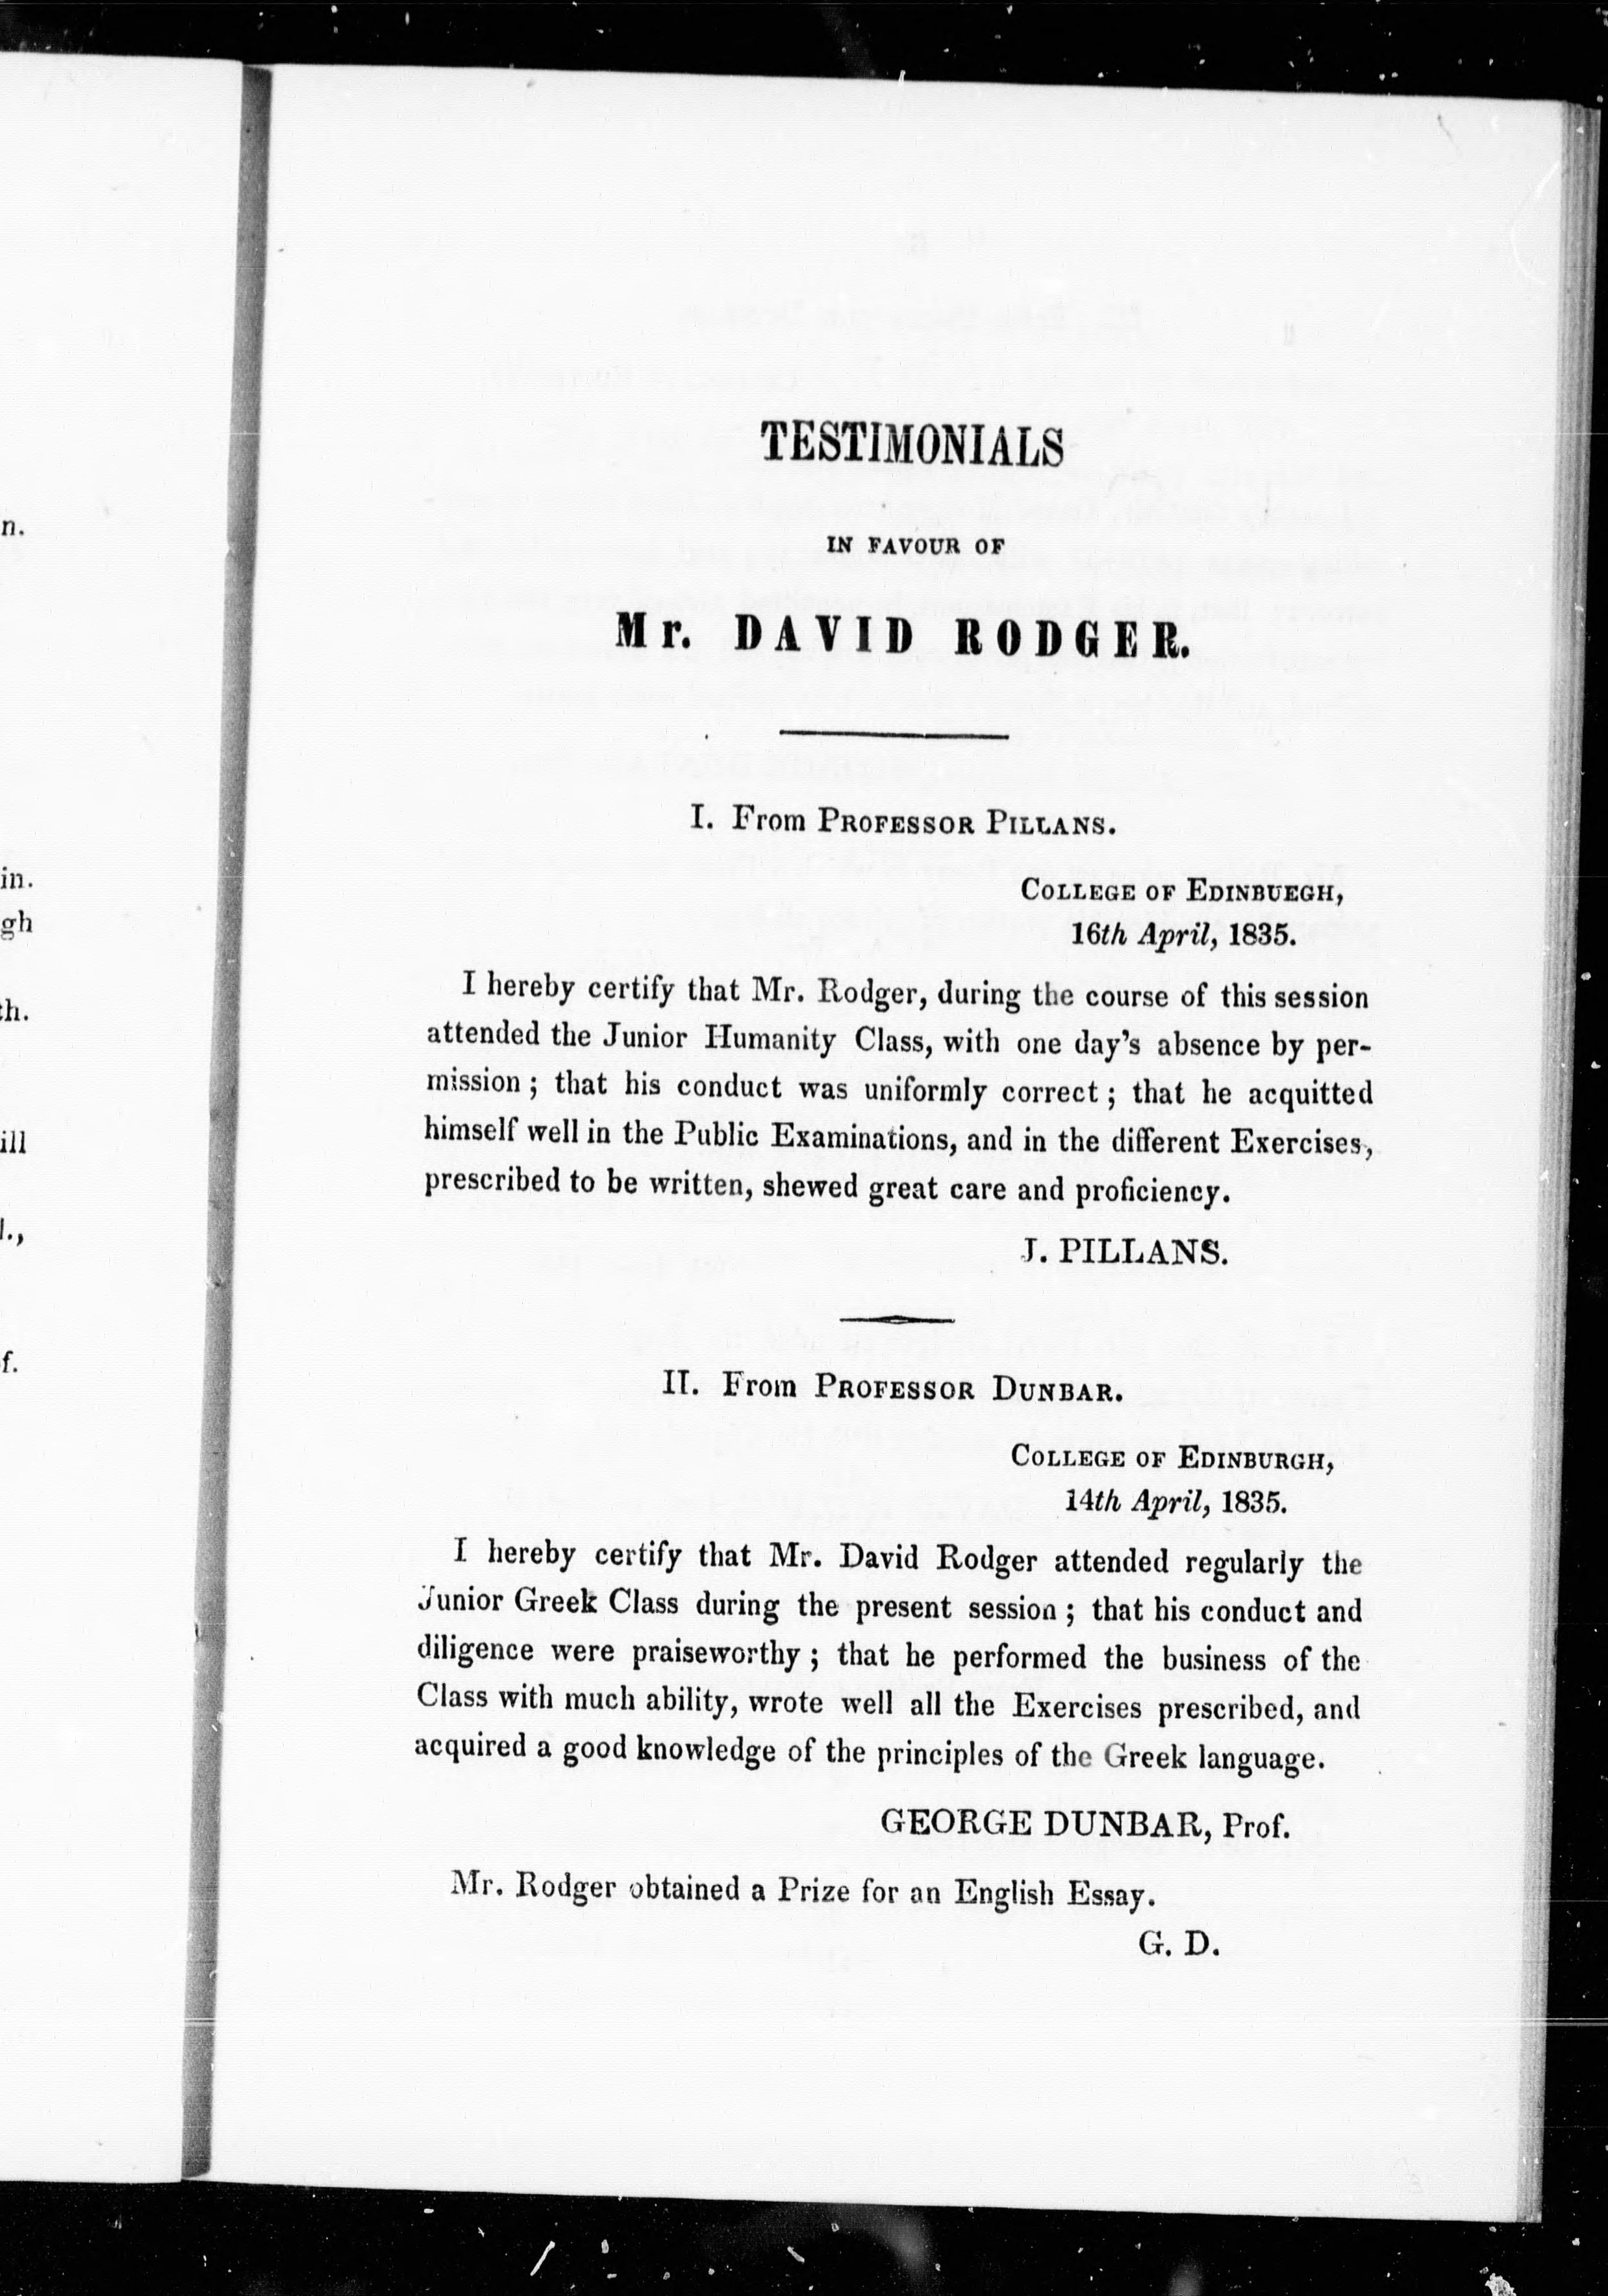 n.
in.
gh
th.
ill
l.,
f.
TESTIMONIALS
IN FAVOUR OF
Mr. DAVID RODGER.
I. From PROFESSOR PILLANS.
COLLEGE OF EDINBUEGH,
16th April, 1835.
I hereby certify that Mr. Rodger, during the course of this session
attended the Junior Humanity Class, with one day's absence by per-
mission; that his conduct was uniformly correct; that he acquitted
himself well in the Public Examinations, and in the different Exercises,
prescribed to be written, shewed great care and proficiency.
J. PILLANS.
II. From PROFESSOR DUNBAR.
COLLEGE OF EDINBURGH,
14th April, 1835.
I hereby certify that Mr. David Rodger attended regularly the
Junior Greek Class during the present session; that his conduct and
diligence were praiseworthy; that he performed the business of the
Class with much ability, wrote well all the Exercises prescribed, and
acquired a good knowledge of the principles of the Greek language.
GEORGE DUNBAR, Prof.
Mr. Rodger obtained a Prize for an English Essay.
G. D.